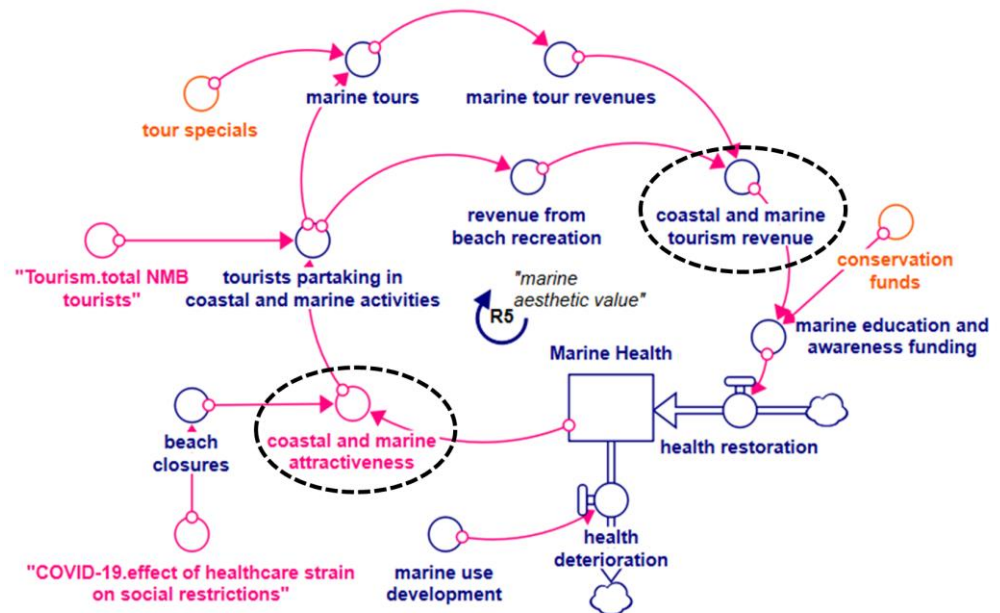 marine tours
marine tour revenues
tour specials
revenue from
beach recreation
coastal and marine
tourism revenue
conservation
funds
"Tourism.total NMB
tourists"
tourists partaking in
coastal and marine activities
"marine
aesthetic value"
R5
marine education and
awareness funding
Marine Health
health restoration
beach
closures
coastal and marine
attractiveness
health
deterioration
marine use
development
"COVID-19.effect of healthcare strain
on social restrictions"